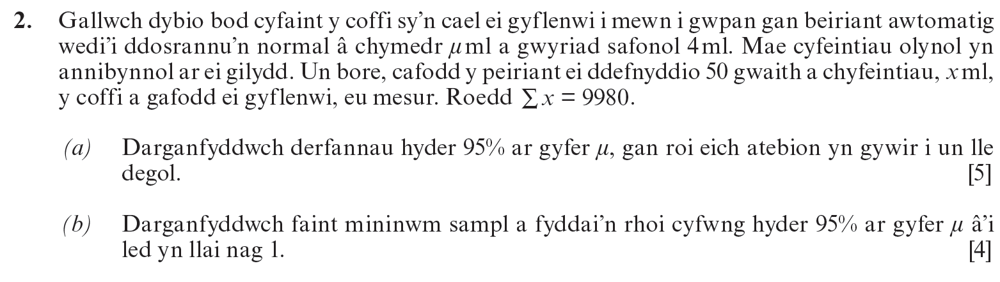 2. Gallwch dybio bod cyfaint y coffi sy'n cael ei gyflenwi i mewn i gwpan gan beiriant awtomatig
wedi'i ddosrannu'n normal â chymedr μ ml a gwyriad safonol 4 ml. Mae cyfeintiau olynol yn
annibynnol ar ei gilydd. Un bore, cafodd y peiriant ei ddefnyddio 50 gwaith a chyfeintiau, x ml,
y coffi a gafodd ei gyflenwi, eu mesur. Roedd ∑x = 9980.
(a) Darganfyddwch derfannau hyder 95% ar gyfer μ, gan roi eich atebion yn gywir i un lle
degol. [5]
(b) Darganfyddwch faint mininwm sampl a fyddai'n rhoi cyfwng hyder 95% ar gyfer μ â'i
led yn llai nag 1. [4]